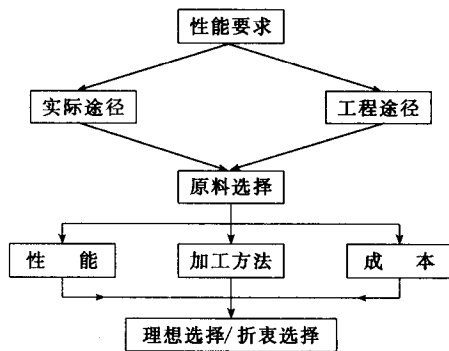 性能要求
实际途径
工程途径
原料选择
性 能
加工方法
成 本
理想选择/折衷选择